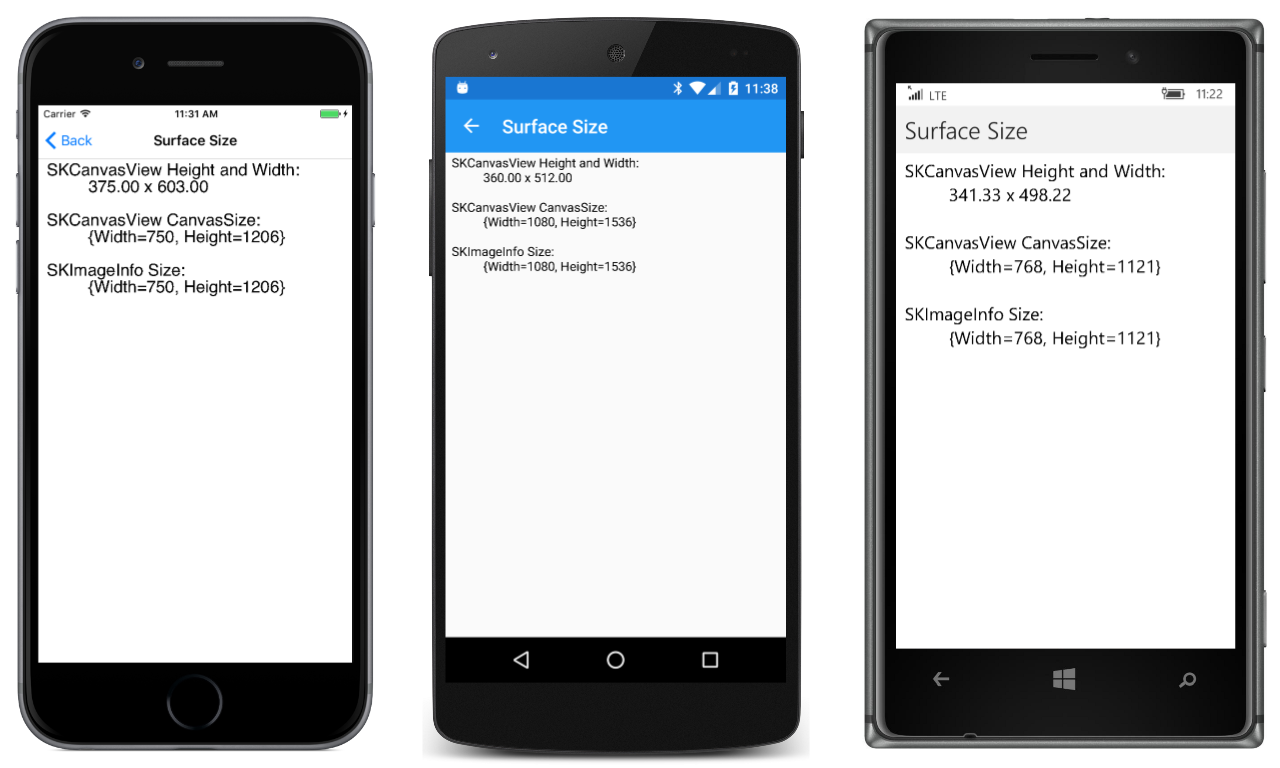 Carrier
11:31 AM
Back
Surface Size
SKCanvasView Height and Width:
375.00 x 603.00
SKCanvasView CanvasSize:
{Width=750, Height=1206}
SKImageInfo Size:
{Width=750, Height=1206}
11:38
Surface Size
SKCanvasView Height and Width:
360.00 x 512.00
SKCanvasView CanvasSize:
{Width=1080, Height=1536}
SKImageInfo Size:
{Width=1080, Height=1536}
LTE
11:22
Surface Size
SKCanvasView Height and Width:
341.33 x 498.22
SKCanvasView CanvasSize:
{Width=768, Height=1121}
SKImageInfo Size:
{Width=768, Height=1121}